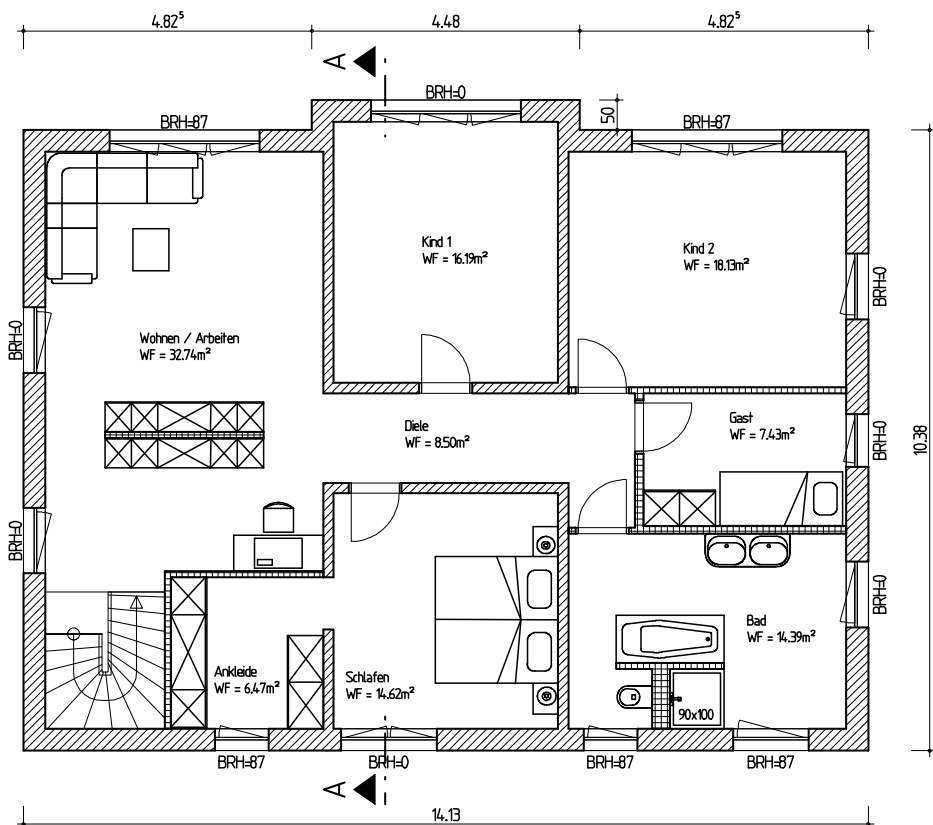 4.82⁵
4.48
4.82⁵
A
BRH=0
BRH=87
50
BRH=87
Kind 1
WF = 16.19m²
Kind 2
WF = 18.13m²
BRH=0
BRH=0
Wohnen / Arbeiten
WF = 32.74m²
Diele
WF = 8.50m²
Gast
WF = 7.43m²
BRH=0
10.38
BRH=0
BRH=0
Bad
WF = 14.39m²
Ankleide
WF = 6.47m²
Schlafen
WF = 14.62m²
90x100
BRH=87
BRH=0
BRH=87
BRH=87
A
14.13